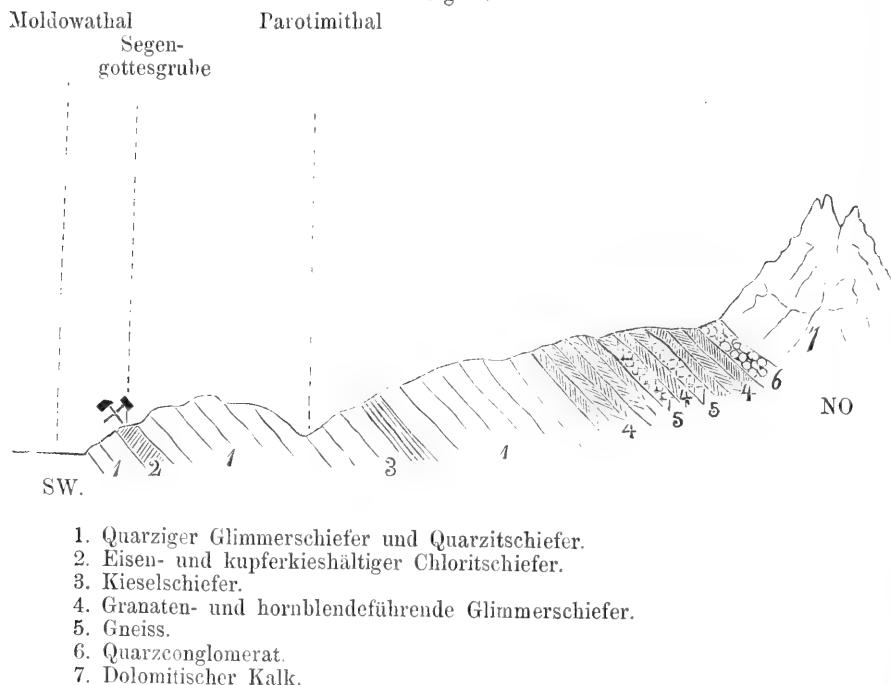 Moldowathal
Parotimithal
Segen-
gottesgrube
1
2
1
3
1
4
5
4
5
4
6
7
NO
SW.
1. Quarziger Glimmerschiefer und Quarzitschiefer.
2. Eisen- und kupferkieshältiger Chloritschiefer.
3. Kieselschiefer.
4. Granaten- und hornblendeführende Glimmerschiefer.
5. Gneiss.
6. Quarzconglomerat.
7. Dolomitischer Kalk.